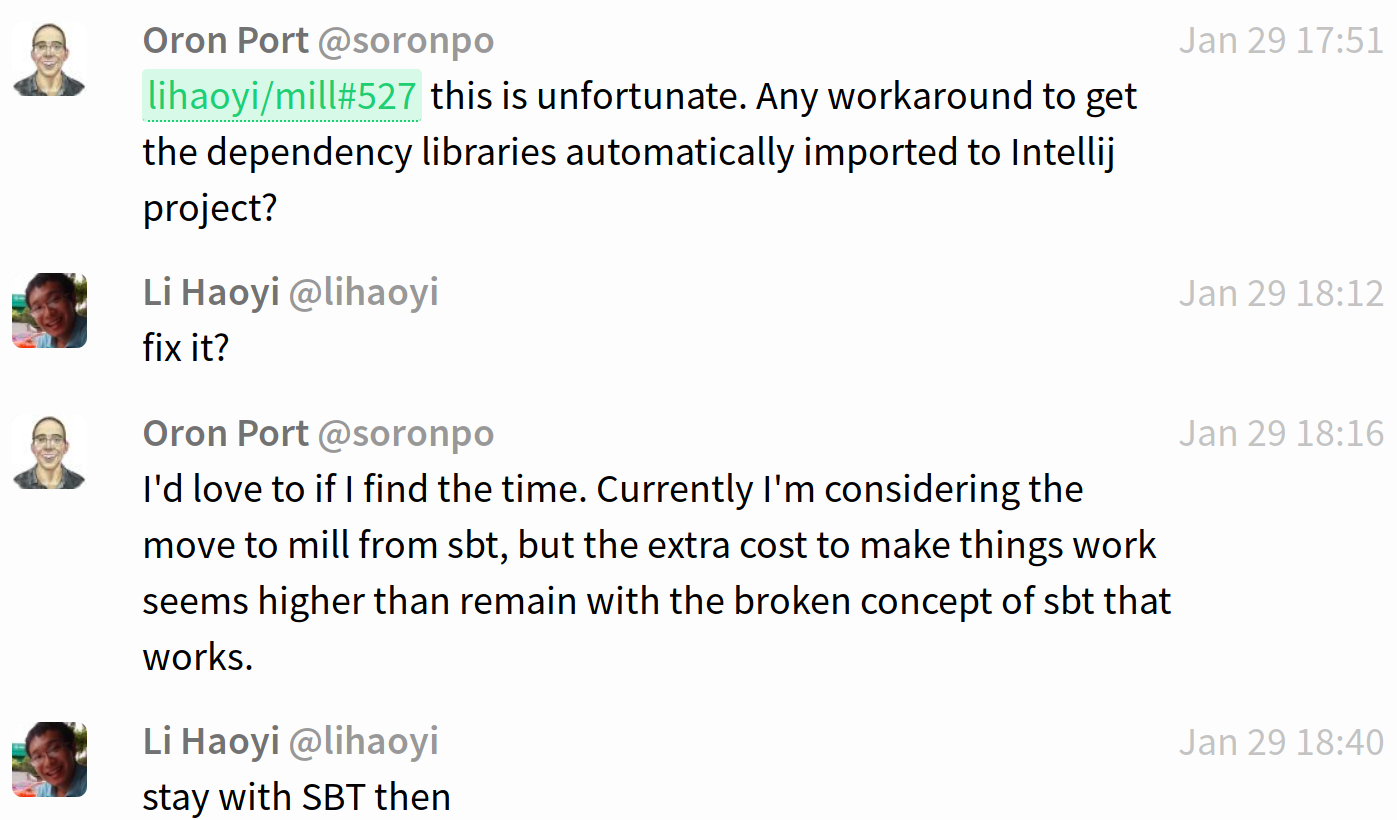 Oron Port @soronpo Jan 29 17:51
lihaoyi/mill#527 this is unfortunate. Any workaround to get
the dependency libraries automatically imported to Intellij
project?
Li Haoyi @lihaoyi Jan 29 18:12
fix it?
Oron Port @soronpo Jan 29 18:16
I'd love to if I find the time. Currently I'm considering the
move to mill from sbt, but the extra cost to make things work
seems higher than remain with the broken concept of sbt that
works.
Li Haoyi @lihaoyi Jan 29 18:40
stay with SBT then